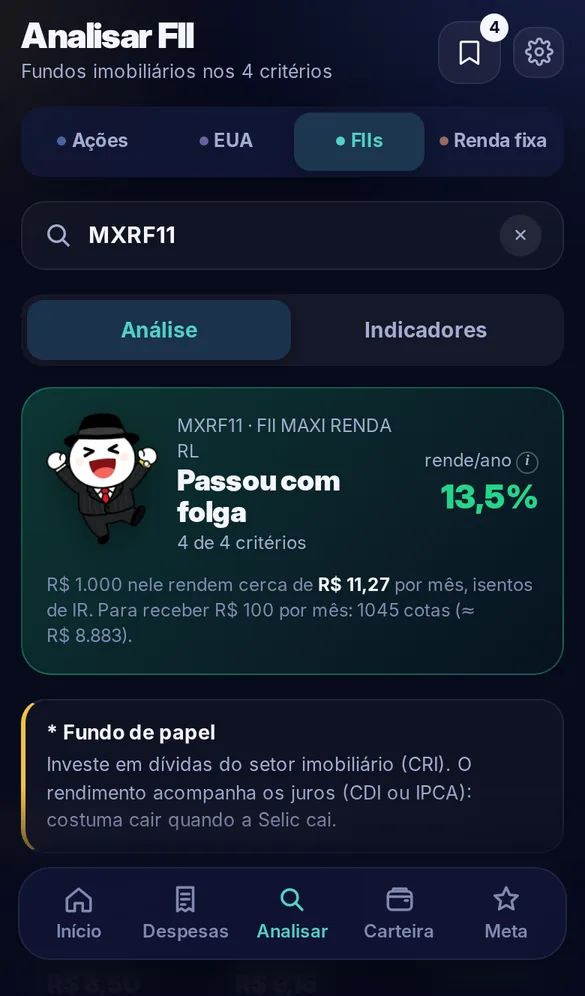 Analisar FII
4
Fundos imobiliários nos 4 critérios
Ações
EUA
FIIs
Renda fixa
MXRF11
×
Análise
Indicadores
MXRF11 · FII MAXI RENDA
RL
Passou com
folga
4 de 4 critérios
rende/ano i
13,5%
R$ 1.000 nele rendem cerca de R$ 11,27 por mês, isentos
de IR. Para receber R$ 100 por mês: 1045 cotas (≈
R$ 8.883).
* Fundo de papel
Investe em dívidas do setor imobiliário (CRI). O
rendimento acompanha os juros (CDI ou IPCA):
costuma cair quando a Selic cai.
Início
Despesas
Analisar
Carteira
Meta